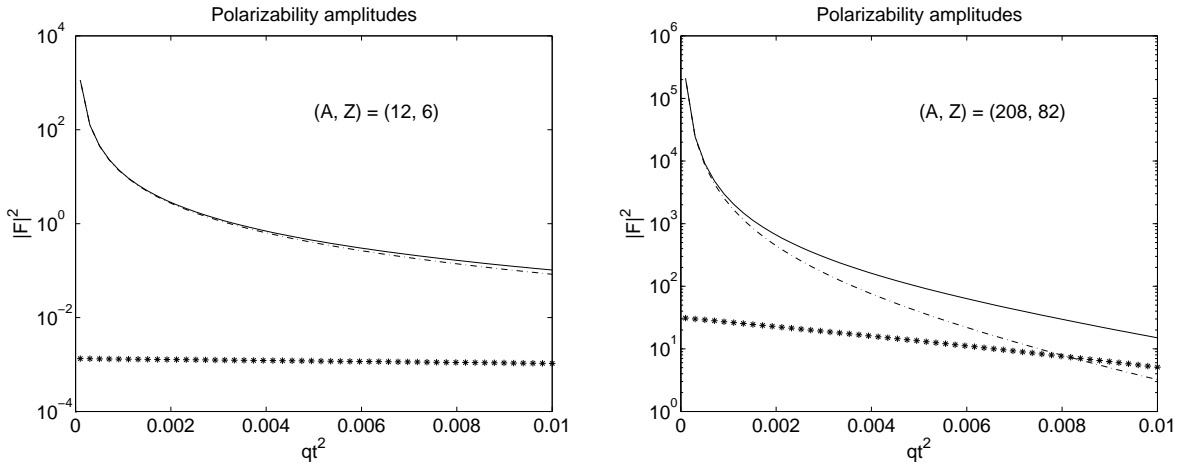 Polarizability amplitudes
10^4
10^2
10^0
10^−2
10^−4
|F|^2
(A, Z) = (12, 6)
0 0.002 0.004 0.006 0.008 0.01
qt^2
Polarizability amplitudes
10^6
10^5
10^4
10^3
10^2
10^1
10^0
|F|^2
(A, Z) = (208, 82)
0 0.002 0.004 0.006 0.008 0.01
qt^2